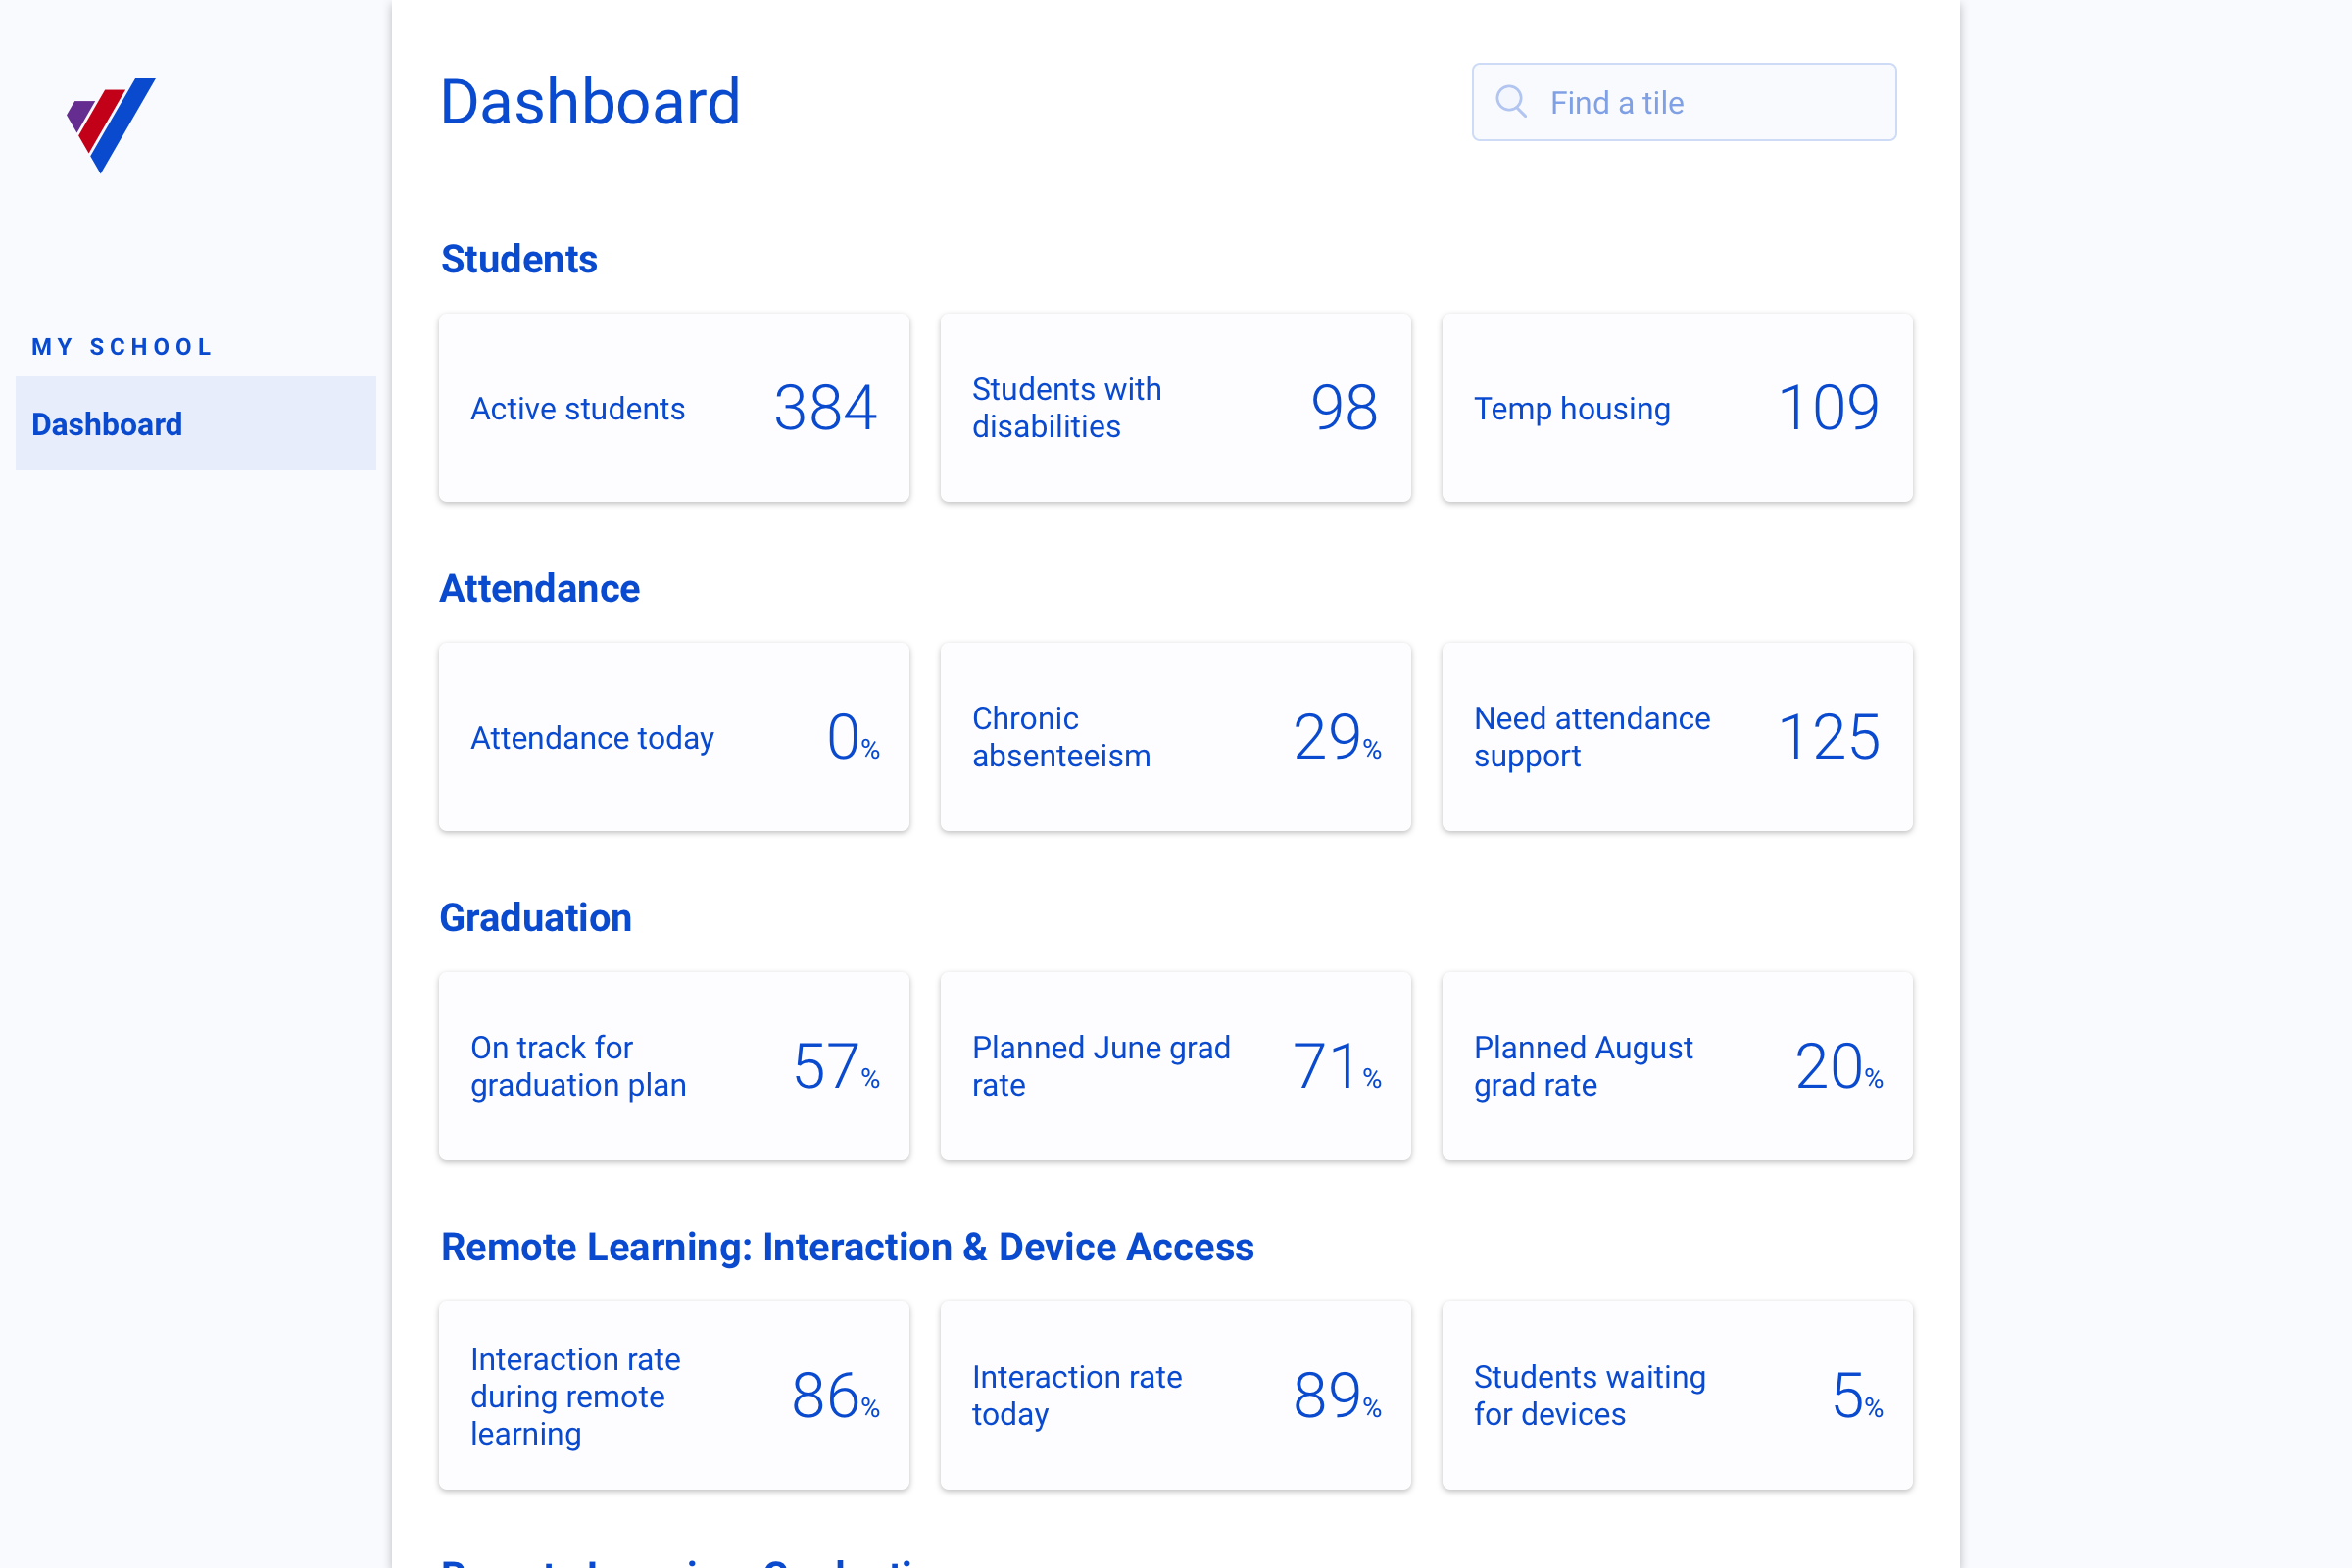 Dashboard
Find a tile
MY SCHOOL
Dashboard
Students
Active students
384
Students with
disabilities
98
Temp housing
109
Attendance
Attendance today
0%
Chronic
absenteeism
29%
Need attendance
support
125
Graduation
On track for
graduation plan
57%
Planned June grad
rate
71%
Planned August
grad rate
20%
Remote Learning: Interaction & Device Access
Interaction rate
during remote
learning
86%
Interaction rate
today
89%
Students waiting
for devices
5%